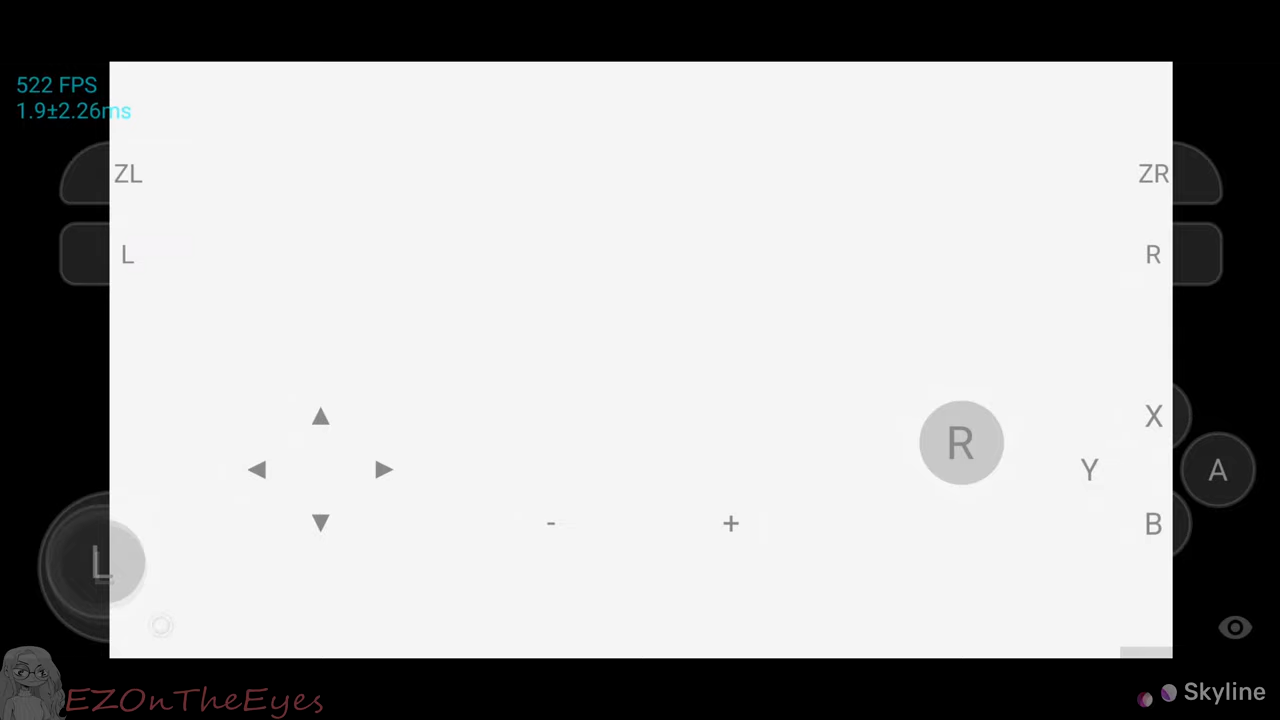 522 FPS
1.9±2.26ms
ZL
ZR
L
R
X
R
Y
A
-
+
B
L
EZOnTheEyes
Skyline